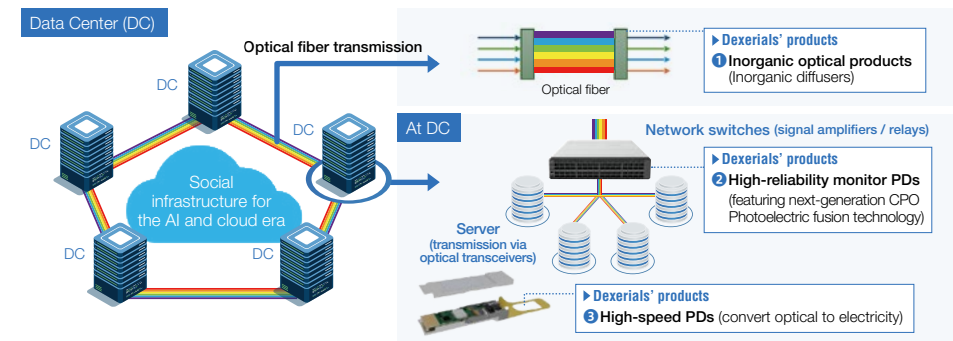 Data Center (DC)
Optical fiber transmission
DC
DC
DC
DC
DC
Social
infrastructure for
the AI and cloud era
Optical fiber
▶Dexerials' products
❶Inorganic optical products
(Inorganic diffusers)
At DC
Network switches (signal amplifiers / relays)
▶Dexerials' products
❷High-reliability monitor PDs
(featuring next-generation CPO
Photoelectric fusion technology)
Server
(transmission via
optical transceivers)
▶Dexerials' products
❸High-speed PDs (convert optical to electricity)